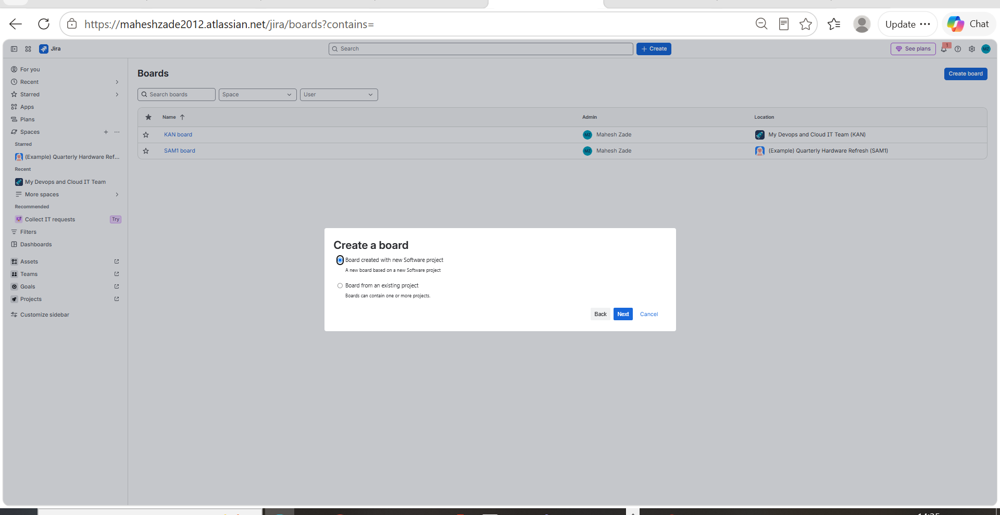 https://maheshzade2012.atlassian.net/jira/boards?contains=
Update
Chat
Jira
Search
+ Create
See plans
1
MZ
For you
Recent
Starred
Apps
Plans
Spaces
Starred
(Example) Quarterly Hardware Ref...
Recent
My Devops and Cloud IT Team
More spaces
Recommended
Collect IT requests
Try
Filters
Dashboards
Assets
Teams
Goals
Projects
Customize sidebar
Boards
Create board
Search boards
Space
User
Name
Admin
Location
KAN board
MZ Mahesh Zade
My Devops and Cloud IT Team (KAN)
SAM1 board
MZ Mahesh Zade
(Example) Quarterly Hardware Refresh (SAM1)
Create a board
Board created with new Software project
A new board based on a new Software project
Board from an existing project
Boards can contain one or more projects.
Back
Next
Cancel